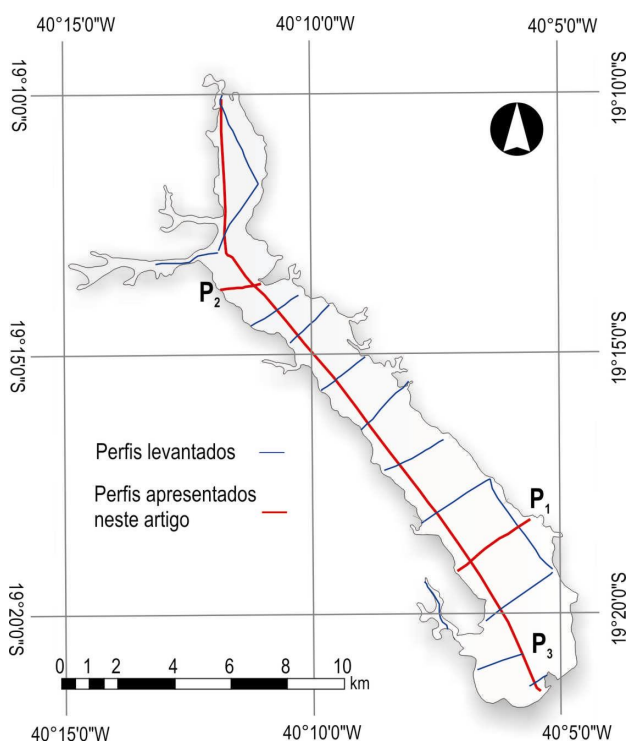 40°15'0"W 40°10'0"W 40°5'0"W
19°10'0"S 19°10'0"S
P2
19°15'0"S 19°15'0"S
Perfis levantados
Perfis apresentados
neste artigo
P1
19°20'0"S 19°20'0"S
P3
0 1 2 4 6 8 10
km
40°15'0"W 40°10'0"W 40°5'0"W